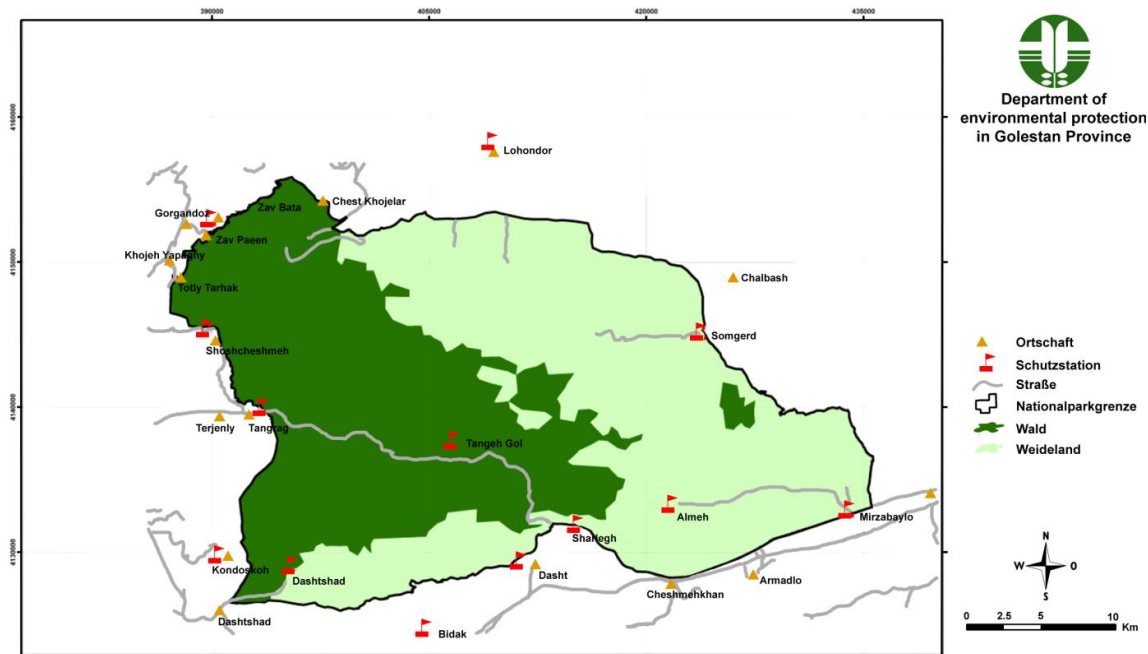 390000
405000
420000
435000
4160000
4150000
4140000
4130000
Lohondor
Chest Khojelar
Zav Bata
Gorgandoz
Zav Paeen
Khojeh Yapaghy
Totly Tarhak
Chalbash
Somgerd
Shoshcheshmeh
Terjenly
Tangrag
Tangeh Gol
Almeh
Mirzabaylo
Sharlegh
Kondoskoh
Dashtshad
Dasht
Armadlo
Cheshmehkhan
Dashtshad
Bidak
Department of
environmental protection
in Golestan Province
Ortschaft
Schutzstation
Straße
Nationalparkgrenze
Wald
Weideland
N
W
O
S
0 2.5 5 10
Km